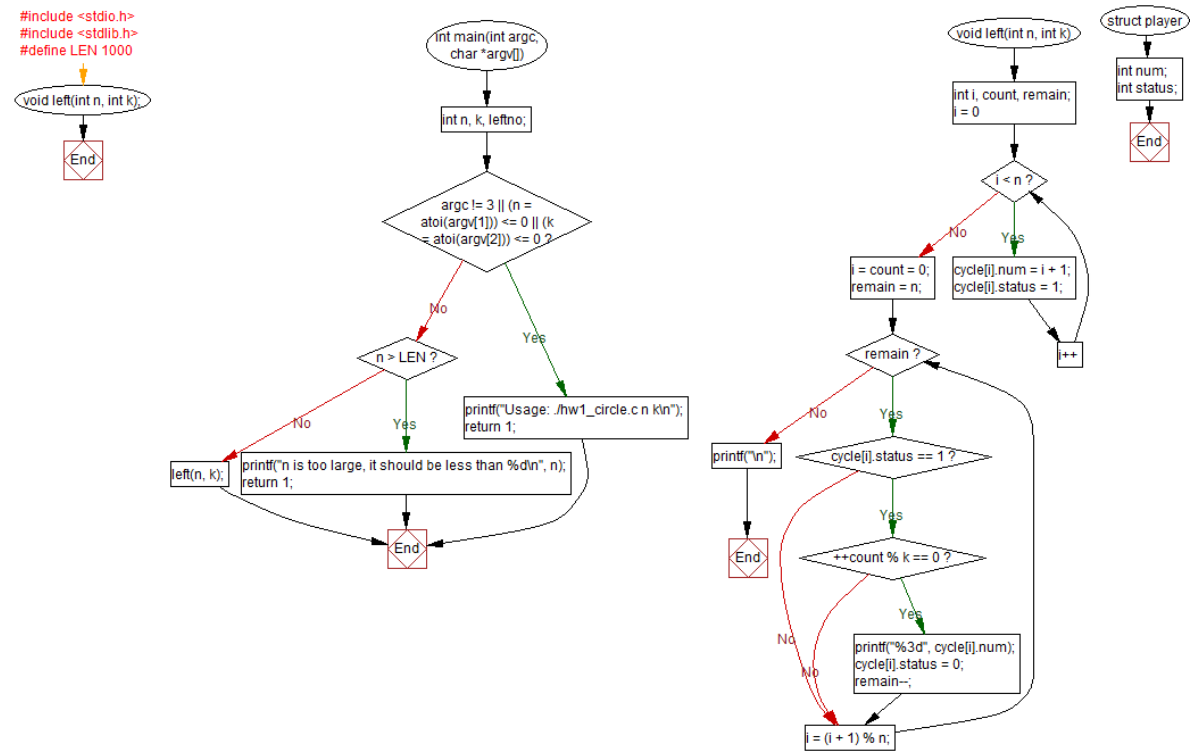 #include <stdio.h>
#include <stdlib.h>
#define LEN 1000
void left(int n, int k);
End
int main(int argc,
char *argv[])
int n, k, leftno;
argc != 3 || (n =
atoi(argv[1])) <= 0 || (k
= atoi(argv[2])) <= 0 ?
No
Yes
n > LEN ?
printf("Usage: ./hw1_circle.c n k\n");
return 1;
No
Yes
left(n, k);
printf("n is too large, it should be less than %d\n", n);
return 1;
End
void left(int n, int k)
int i, count, remain;
i = 0
i < n ?
No
Yes
i = count = 0;
remain = n;
cycle[i].num = i + 1;
cycle[i].status = 1;
i++
remain ?
No
Yes
printf("\n");
End
cycle[i].status == 1 ?
Yes
++count % k == 0 ?
Yes
No
No
printf("%3d", cycle[i].num);
cycle[i].status = 0;
remain--;
i = (i + 1) % n;
struct player
int num;
int status;
End